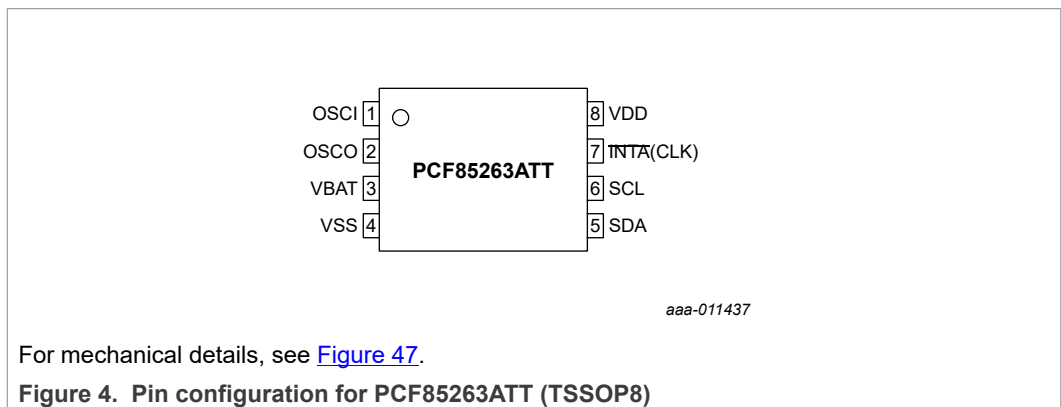 OSCI 1 8 VDD
OSCO 2 7 INTA(CLK)
PCF85263ATT
VBAT 3 6 SCL
VSS 4 5 SDA
aaa-011437
For mechanical details, see Figure 47.
Figure 4. Pin configuration for PCF85263ATT (TSSOP8)